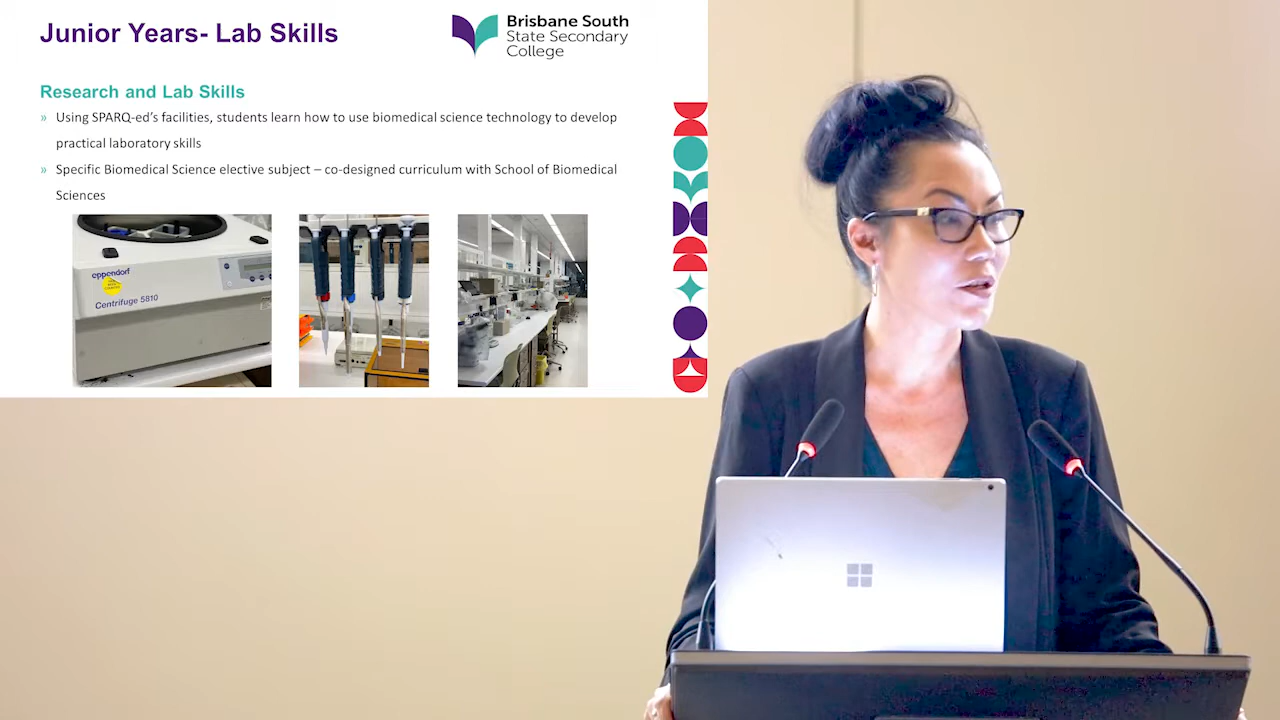 Junior Years- Lab Skills
Brisbane South
State Secondary
College
Research and Lab Skills
» Using SPARQ-ed's facilities, students learn how to use biomedical science technology to develop
practical laboratory skills
» Specific Biomedical Science elective subject – co-designed curriculum with School of Biomedical
Sciences
eppendorf
Centrifuge 5810